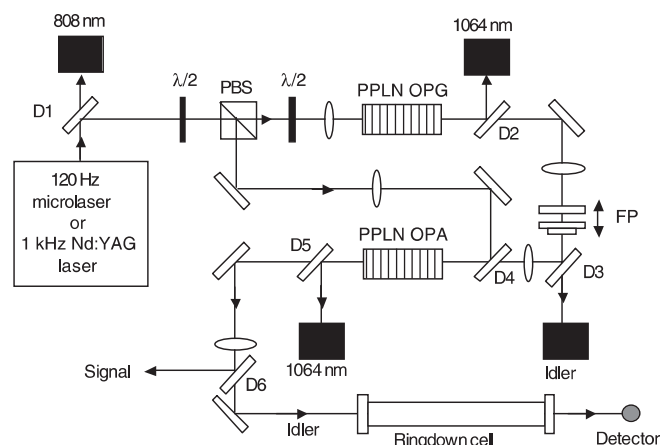 808 nm
1064 nm
λ/2
PBS
λ/2
PPLN OPG
D1
D2
120 Hz
microlaser
or
1 kHz Nd:YAG
laser
FP
D5
PPLN OPA
D4
D3
1064 nm
Idler
Signal
D6
Idler
Ringdown cell
Detector